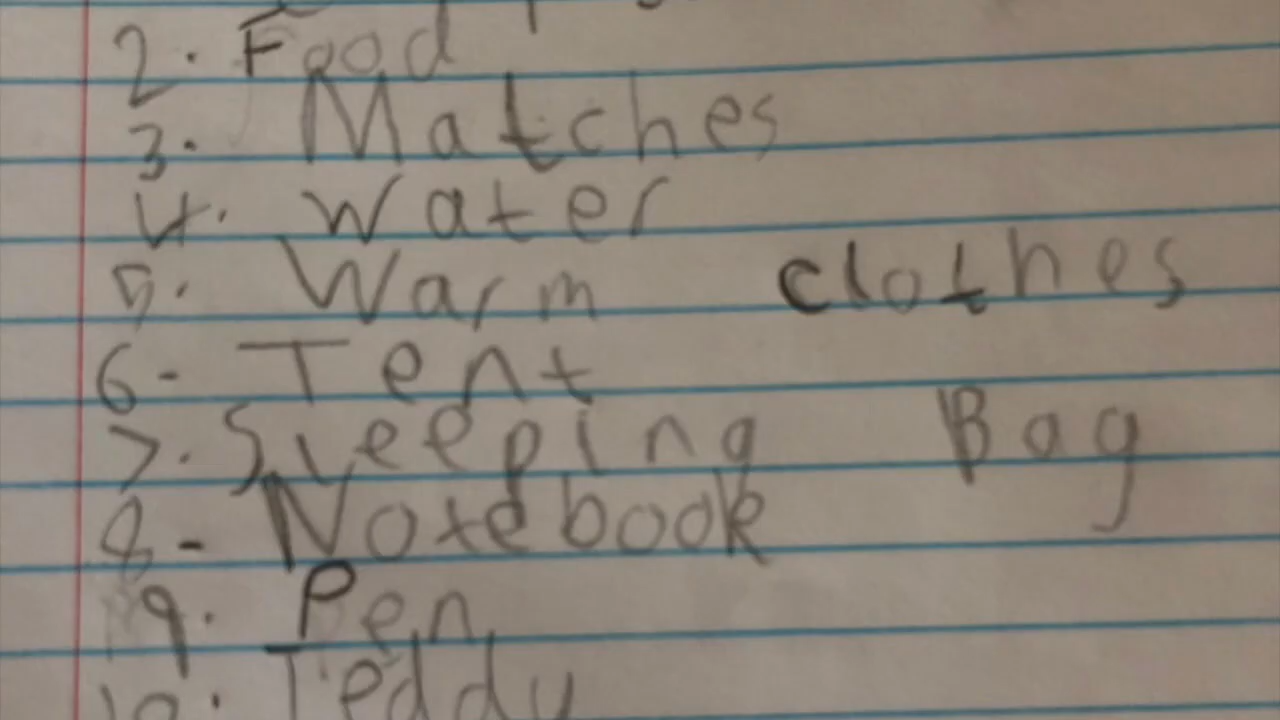 2. Food
3. Matches
4. Water
5. Warm clothes
6- Tent
7. Sleeping Bag
8- Notebook
9. Pen
10. Teddy